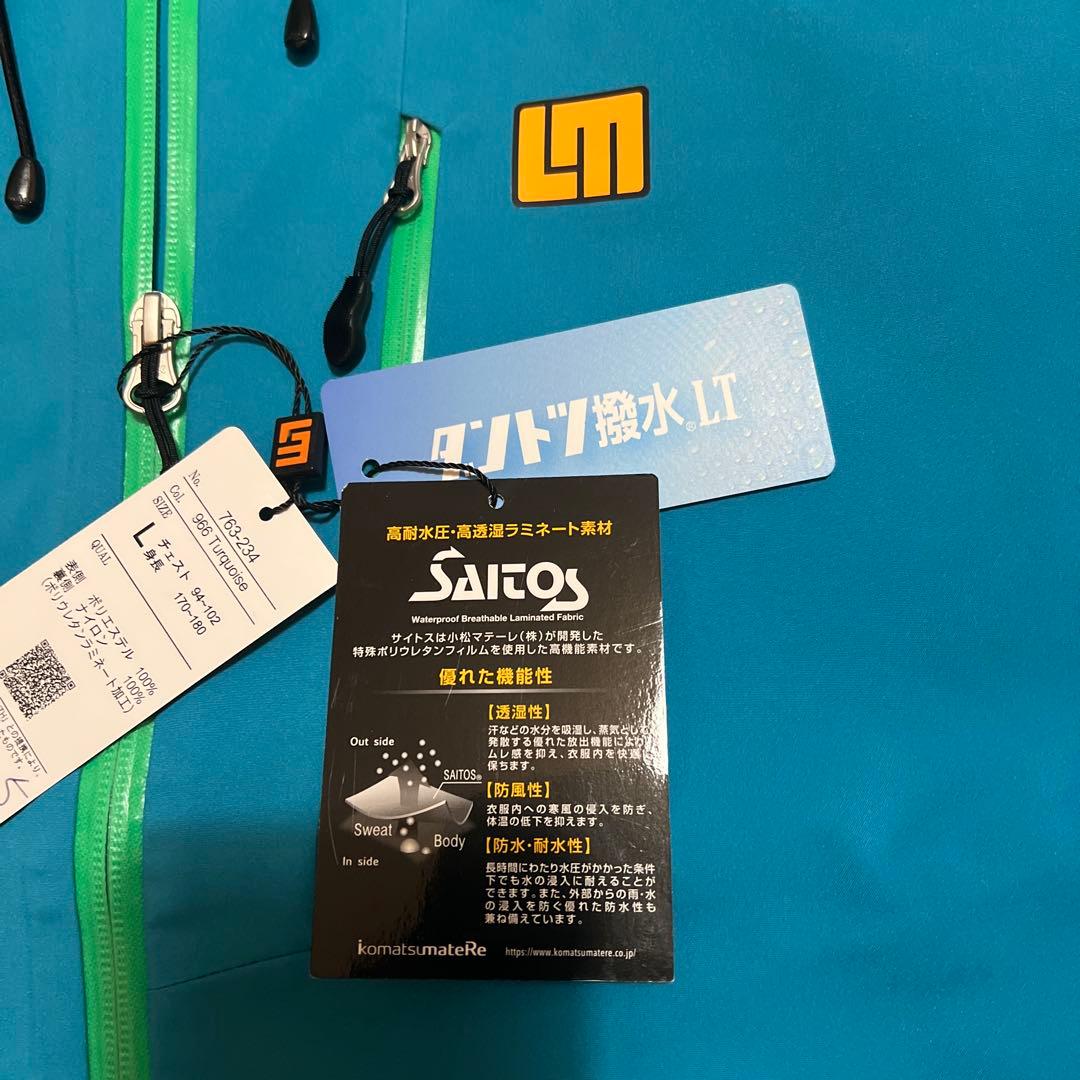 LM
タントツ撥水®LT
No. 763-234
Col. 966 Turquoise
SIZE チェスト 94~102
L 身長 170~180
QUAL
表側 ポリエステル 100%
裏側 ナイロン 100%
(ポリウレタンラミネート加工)
との提携により、
たものです。
高耐水圧・高透湿ラミネート素材
SAITOS
Waterproof Breathable Laminated Fabric
サイトスは小松マテーレ(株)が開発した
特殊ポリウレタンフィルムを使用した高機能素材です。
優れた機能性
【透湿性】
汗などの水分を吸湿し、蒸気として
発散する優れた放出機能により
ムレ感を抑え、衣服内を快適
保ちます。
Out side
SAITOS®
Sweat
Body
In side
【防風性】
衣服内への寒風の侵入を防ぎ、
体温の低下を抑えます。
【防水・耐水性】
長時間にわたり水圧がかかった条件
下でも水の浸入に耐えることが
できます。また、外部からの雨・水
の浸入を防ぐ優れた防水性も
兼ね備えています。
komatsumateRe https://www.komatsumatere.co.jp/